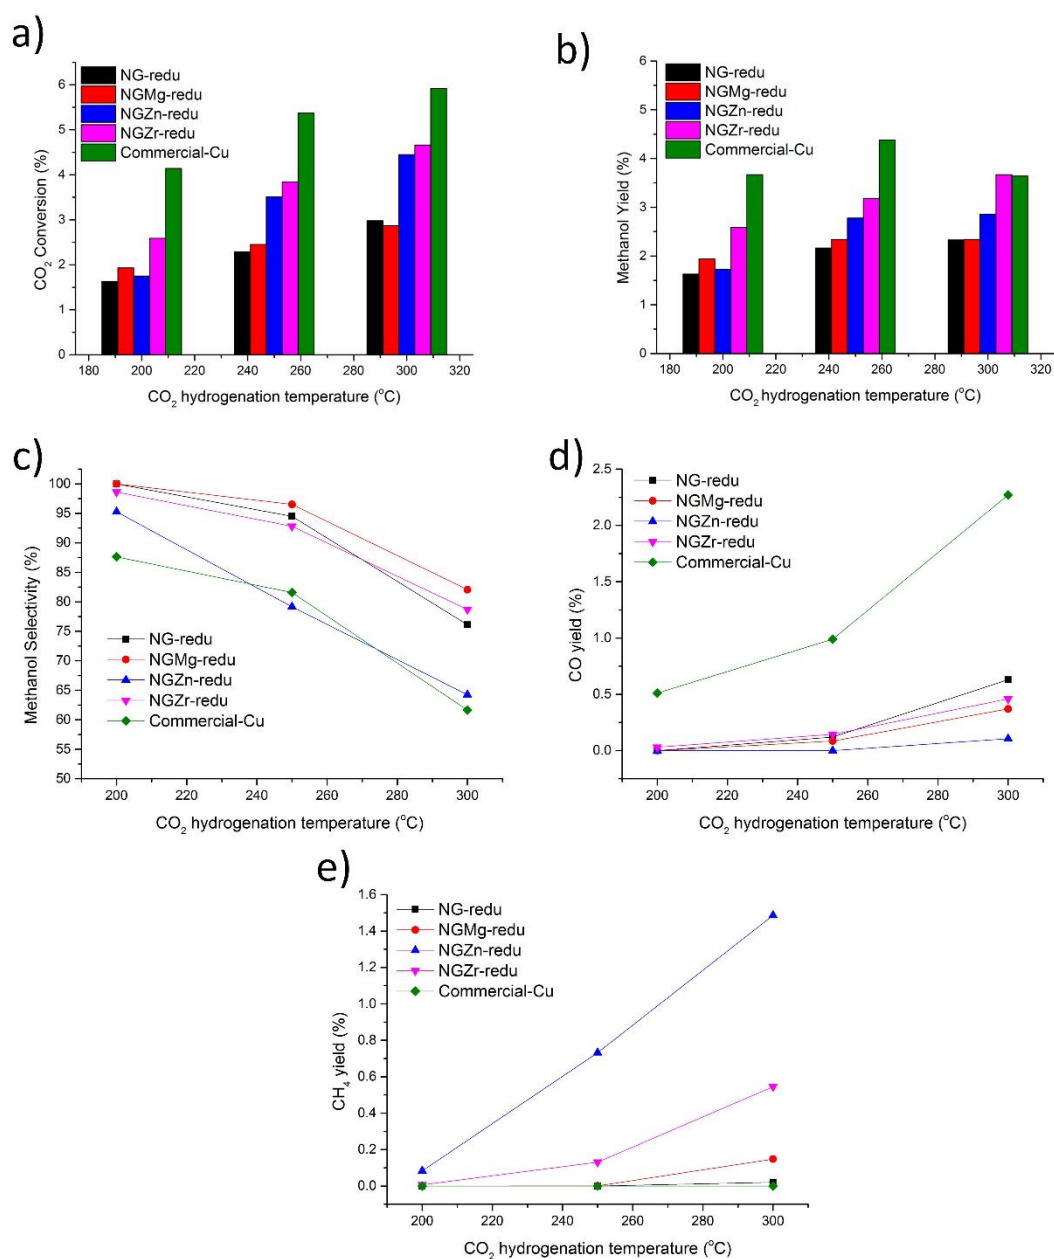 a)
NG-redu
NGMg-redu
NGZn-redu
NGZr-redu
Commercial-Cu
CO2 Conversion (%)
6
5
4
3
2
1
0
180 200 220 240 260 280 300 320
CO2 hydrogenation temperature (oC)
b)
NG-redu
NGMg-redu
NGZn-redu
NGZr-redu
Commercial-Cu
Methanol Yield (%)
6
5
4
3
2
1
0
180 200 220 240 260 280 300 320
CO2 hydrogenation temperature (oC)
c)
Methanol Selectivity (%)
100
95
90
85
80
75
70
65
60
55
50
NG-redu
NGMg-redu
NGZn-redu
NGZr-redu
Commercial-Cu
200 220 240 260 280 300
CO2 hydrogenation temperature (oC)
d)
CO yield (%)
2.5
2.0
1.5
1.0
0.5
0.0
NG-redu
NGMg-redu
NGZn-redu
NGZr-redu
Commercial-Cu
200 220 240 260 280 300
CO2 hydrogenation temperature (oC)
e)
CH4 yield (%)
1.6
1.4
1.2
1.0
0.8
0.6
0.4
0.2
0.0
NG-redu
NGMg-redu
NGZn-redu
NGZr-redu
Commercial-Cu
200 220 240 260 280 300
CO2 hydrogenation temperature (oC)